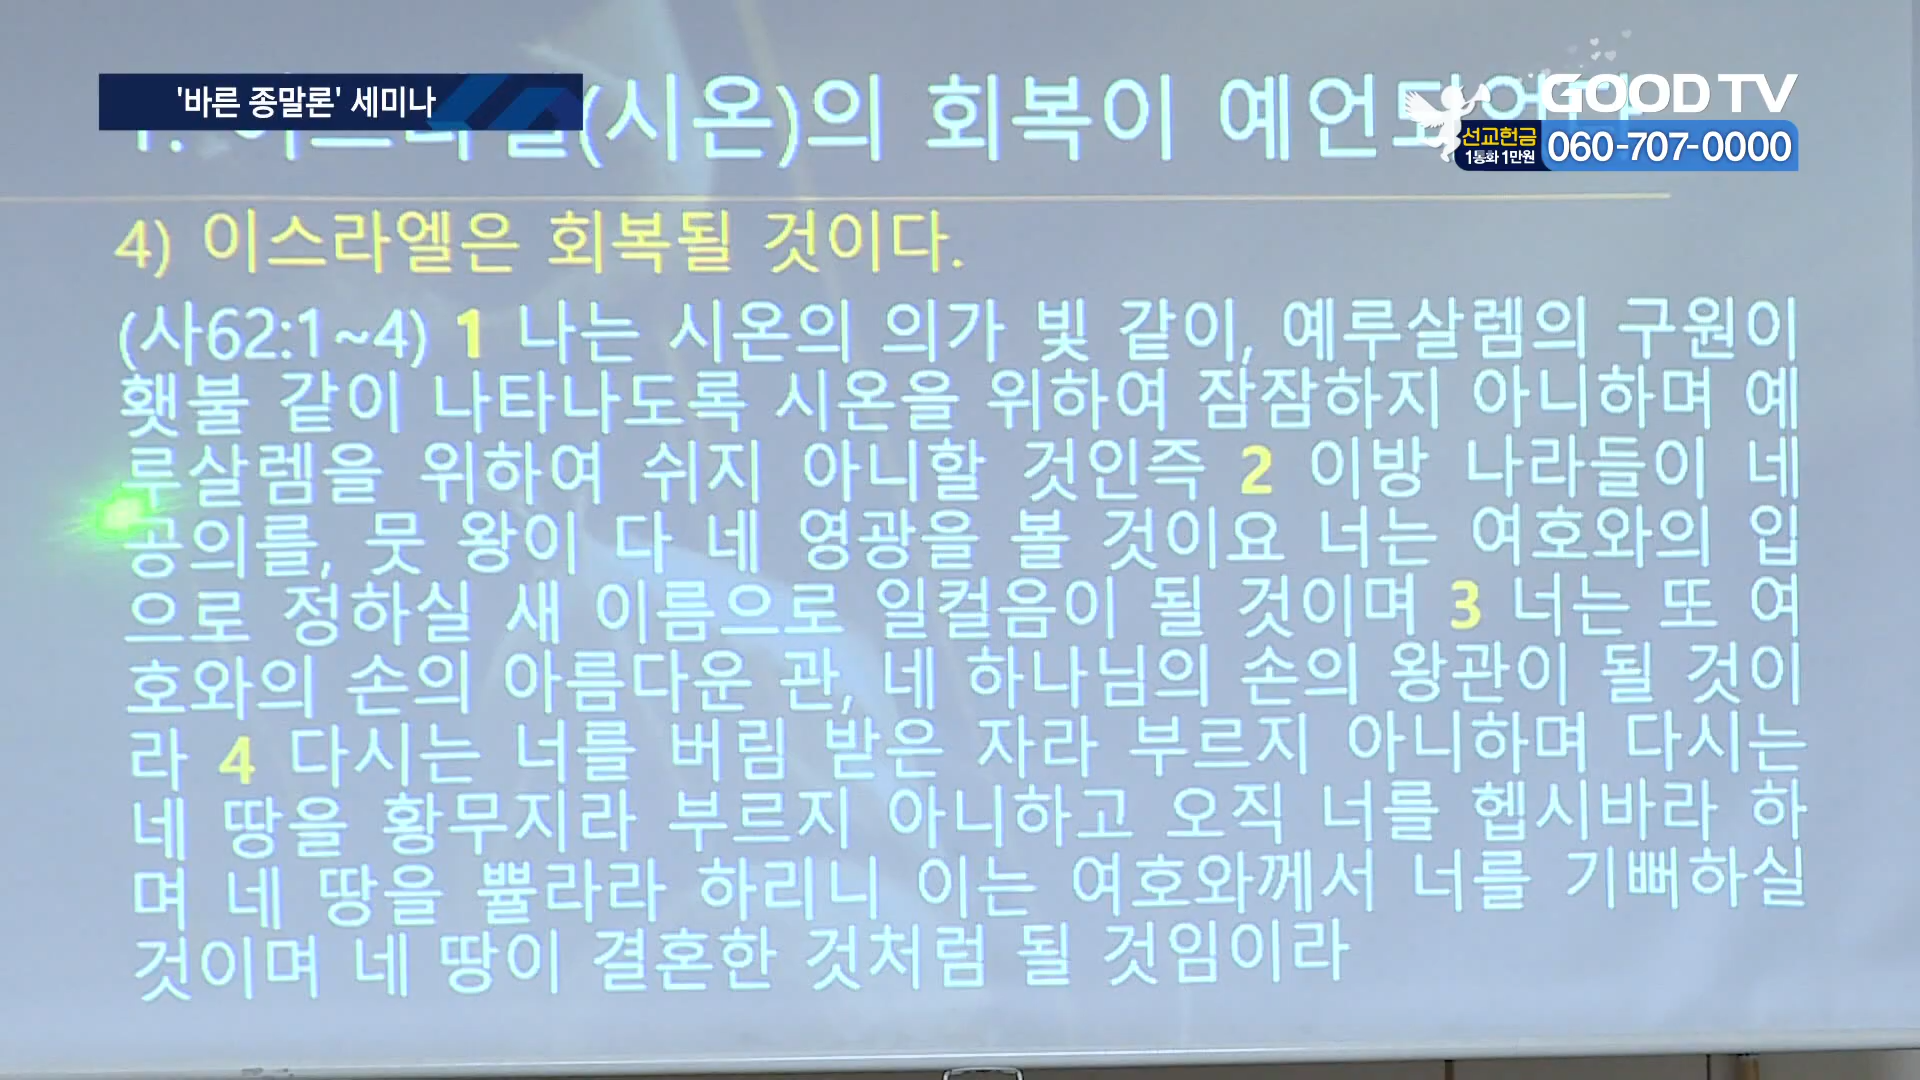 '바른 종말론' 세미나
GOOD TV
선교헌금
1통화 1만원
060-707-0000
(시온)의 회복이
4) 이스라엘은 회복될 것이다.
(사62:1~4) 1 나는 시온의 의가 빛 같이, 예루살렘의 구원이
횃불 같이 나타나도록 시온을 위하여 잠잠하지 아니하며 예
루살렘을 위하여 쉬지 아니할 것인즉 2 이방 나라들이 네
공의를, 뭇 왕이 다 네 영광을 볼 것이요 너는 여호와의 입
으로 정하실 새 이름으로 일컬음이 될 것이며 3 너는 또 여
호와의 손의 아름다운 관, 네 하나님의 손의 왕관이 될 것이
라 4 다시는 너를 버림 받은 자라 부르지 아니하며 다시는
네 땅을 황무지라 부르지 아니하고 오직 너를 헵시바라 하
며 네 땅을 쁄라라 하리니 이는 여호와께서 너를 기뻐하실
것이며 네 땅이 결혼한 것처럼 될 것임이라